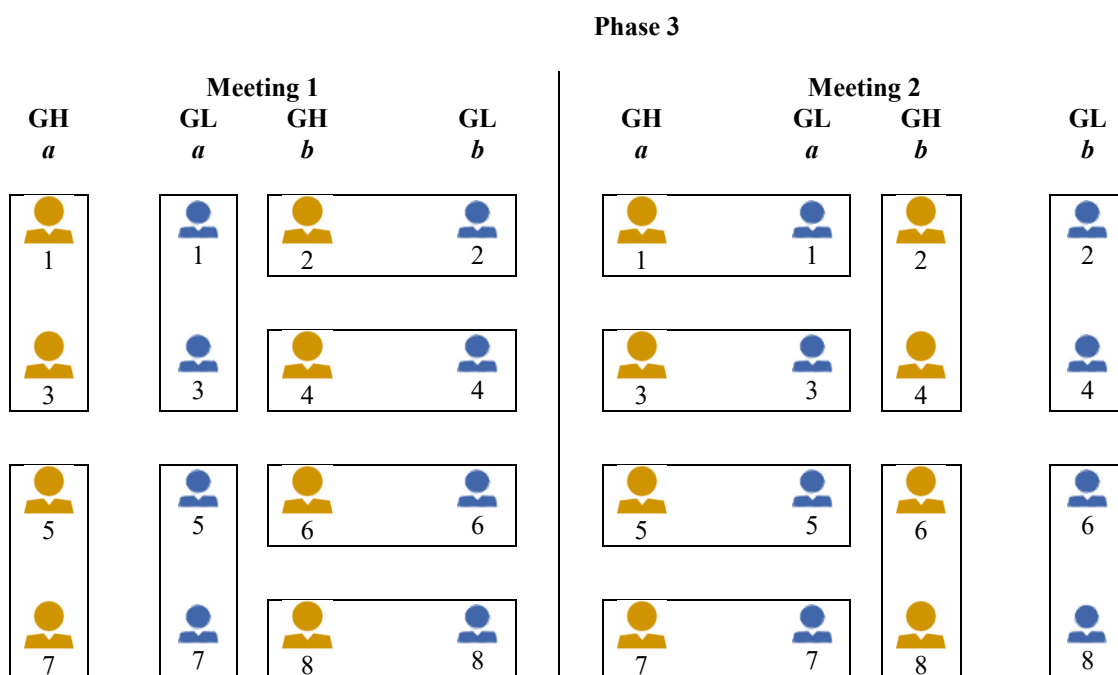 Phase 3
Meeting 1 Meeting 2
GH GL GH GL GH GL GH GL
a a b b a a b b
1 1 2 2 1 1 2 2
3 3 4 4 3 3 4 4
5 5 6 6 5 5 6 6
7 7 8 8 7 7 8 8